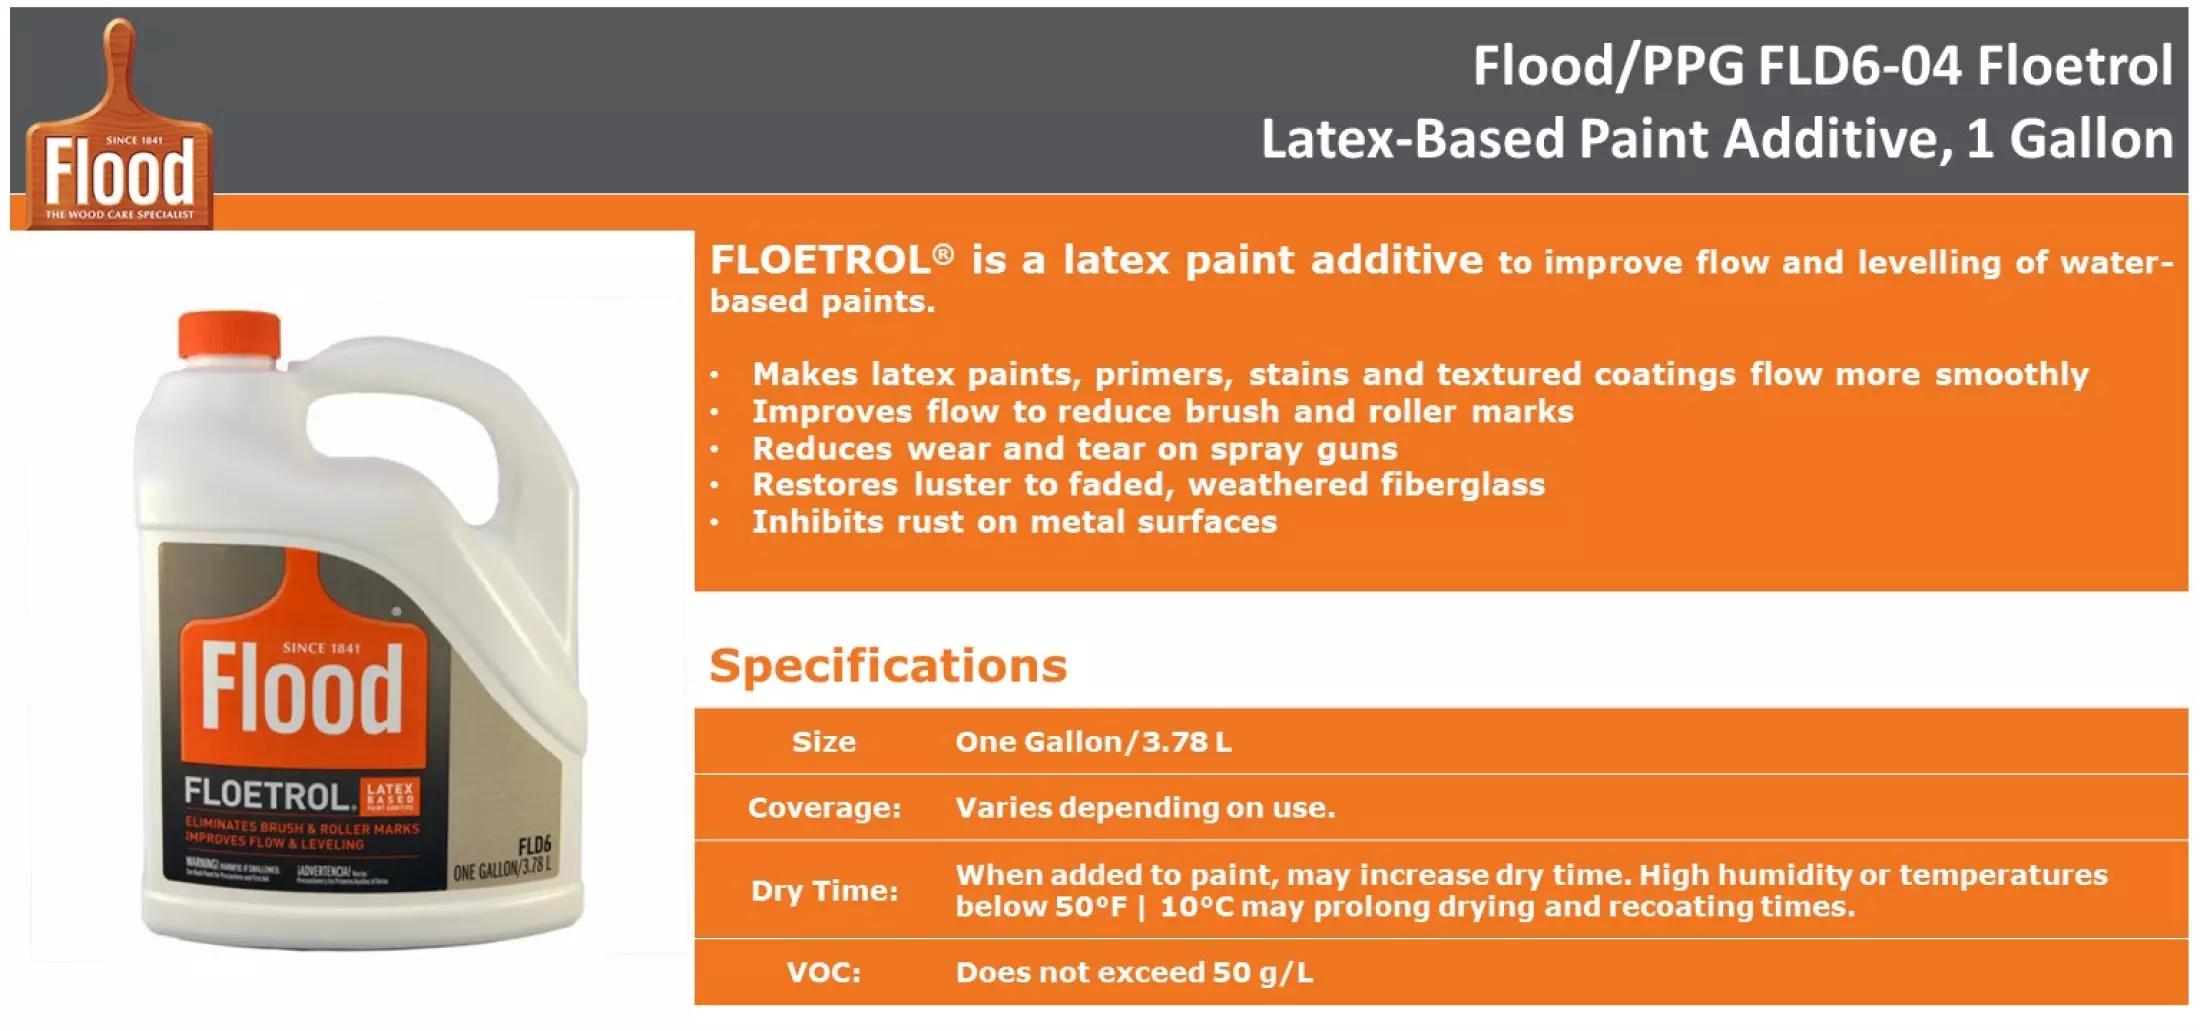 Flood/PPG FLD6-04 Floetrol
Latex-Based Paint Additive, 1 Gallon
SINCE 1841
Flood
THE WOOD CARE SPECIALIST
FLOETROL® is a latex paint additive to improve flow and levelling of water-
based paints.
• Makes latex paints, primers, stains and textured coatings flow more smoothly
• Improves flow to reduce brush and roller marks
• Reduces wear and tear on spray guns
• Restores luster to faded, weathered fiberglass
• Inhibits rust on metal surfaces
®
SINCE 1841
Flood
FLOETROL®
LATEX
BASED
PAINT ADDITIVE
ELIMINATES BRUSH & ROLLER MARKS
IMPROVES FLOW & LEVELING
WARNING! HARMFUL IF SWALLOWED.
¡ADVERTENCIA!
FLD6
ONE GALLON/3.78 L
Specifications
Size One Gallon/3.78 L
Coverage: Varies depending on use.
Dry Time: When added to paint, may increase dry time. High humidity or temperatures
below 50°F | 10°C may prolong drying and recoating times.
VOC: Does not exceed 50 g/L